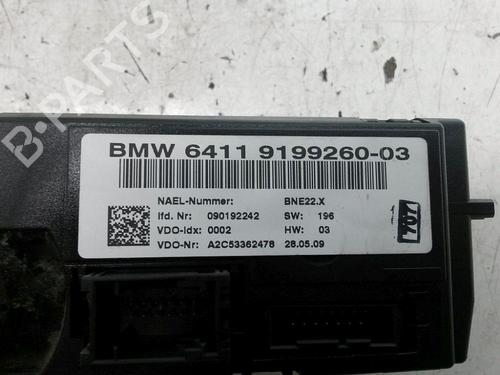 BMW 6411 9199260-03
NAEL-Nummer: BNE22.X
lfd. Nr: 090192242 SW: 196
VDO-Idx: 0002 HW: 03
VDO-Nr: A2C53362478 28.05.09
707